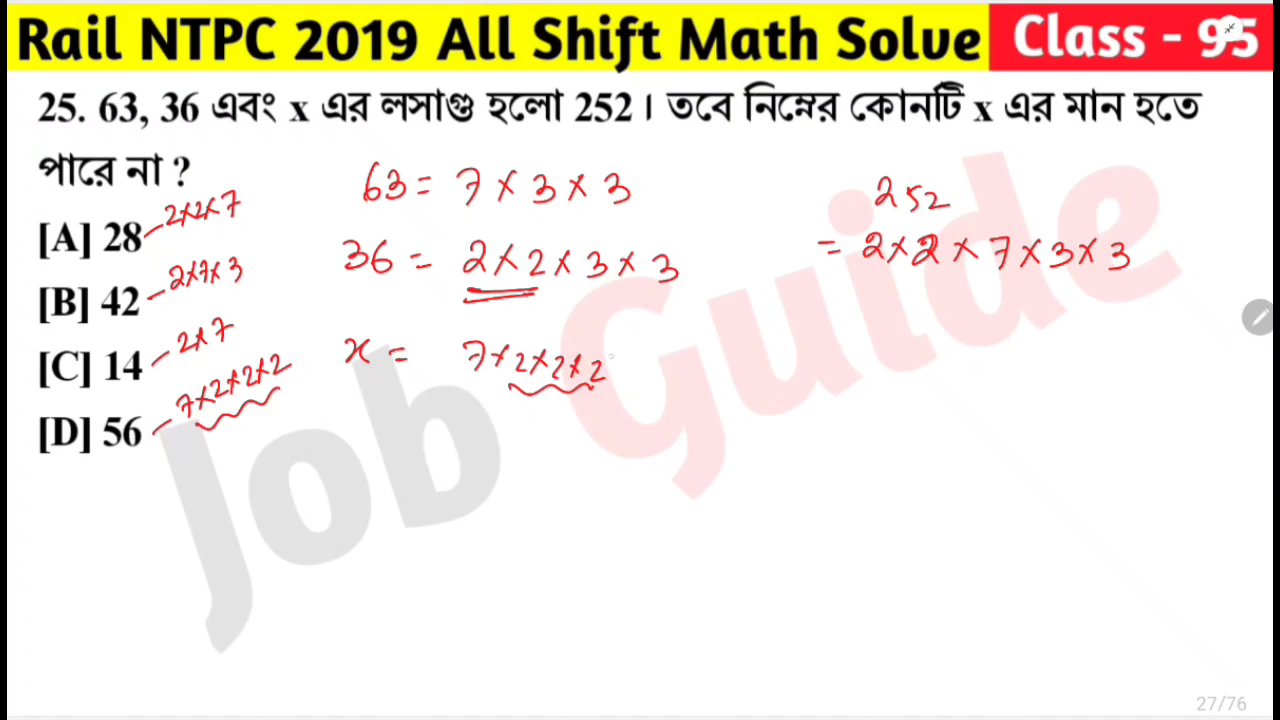 Rail NTPC 2019 All Shift Math Solve Class - 95
25. 63, 36 এবং x এর লসাগু হলো 252। তবে নিম্নের কোনটি x এর মান হতে
পারে না ?
[A] 28 2×2×7
[B] 42 2×7×3
[C] 14 2×7
[D] 56 7×2×2×2
63 = 7 × 3 × 3
36 = 2 × 2 × 3 × 3
x = 7 × 2 × 2 × 2
252
= 2 × 2 × 7 × 3 × 3
Job Guide
27/76